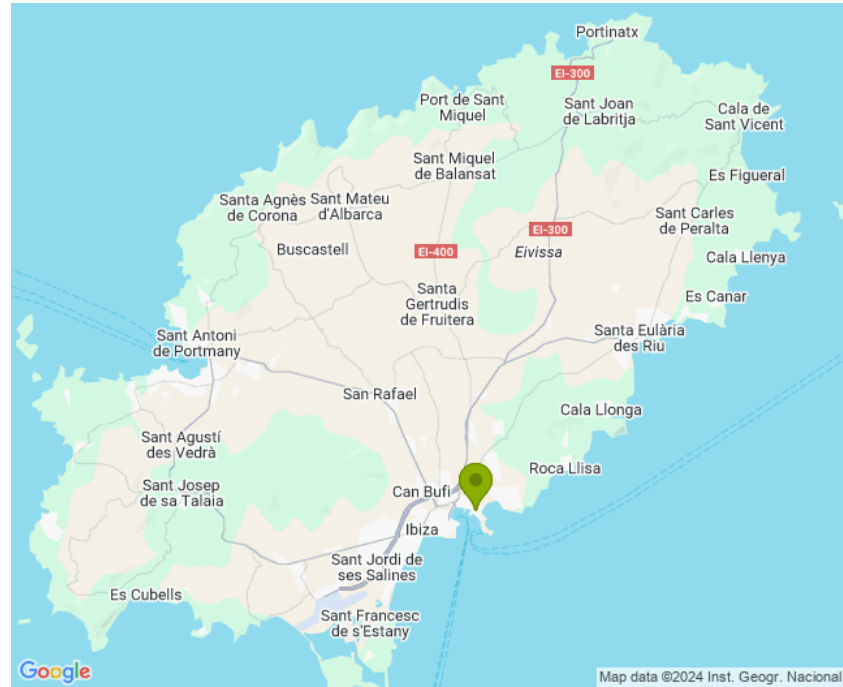 Portinatx
EI-300
Port de Sant
Miquel
Sant Joan
de Labritja
Cala de
Sant Vicent
Sant Miquel
de Balansat
Es Figueral
Santa Agnès
de Corona
Sant Mateu
d'Albarca
Sant Carles
de Peralta
EI-300
Buscastell
EI-400
Eivissa
Cala Llenya
Santa
Gertrudis
de Fruitera
Es Canar
Sant Antoni
de Portmany
Santa Eulària
des Riu
San Rafael
Cala Llonga
Sant Agustí
des Vedrà
Roca Llisa
Sant Josep
de sa Talaia
Can Bufí
Ibiza
Sant Jordi de
ses Salines
Es Cubells
Sant Francesc
de s'Estany
Google
Map data ©2024 Inst. Geogr. Nacional